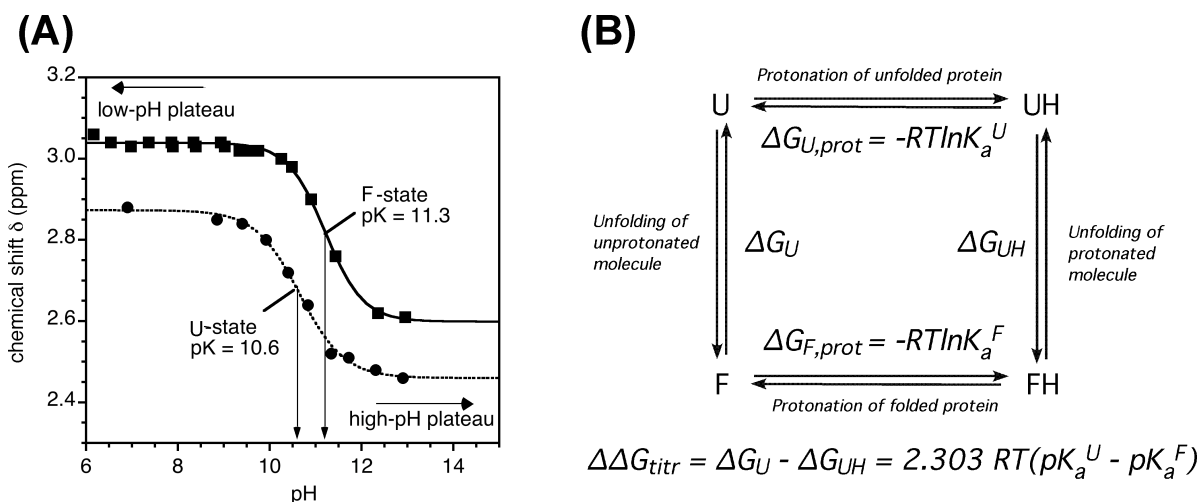 (A)
3.2
3.0
2.8
2.6
2.4
6
8
10
12
14
chemical shift δ (ppm)
pH
low-pH plateau
F-state
pK = 11.3
U-state
pK = 10.6
high-pH plateau
(B)
Protonation of unfolded protein
U
UH
ΔG_U,prot = -RTlnK_a^U
Unfolding of
unprotonated
molecule
ΔG_U
ΔG_UH
Unfolding of
protonated
molecule
ΔG_F,prot = -RTlnK_a^F
F
FH
Protonation of folded protein
ΔΔG_titr = ΔG_U - ΔG_UH = 2.303 RT(pK_a^U - pK_a^F)